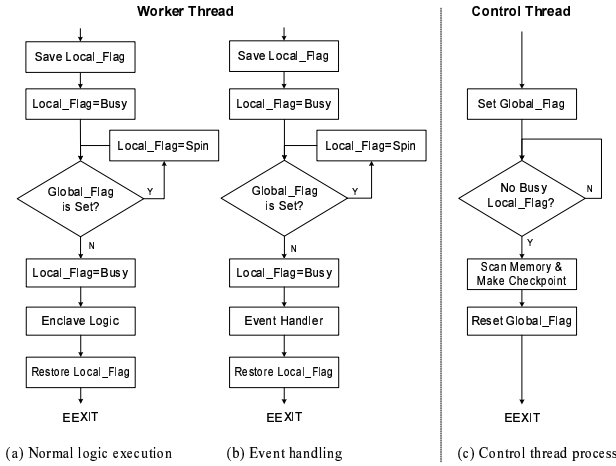 Worker Thread
Save Local_Flag
Local_Flag=Busy
Local_Flag=Spin
Global_Flag
is Set?
Y
N
Local_Flag=Busy
Enclave Logic
Restore Local_Flag
EEXIT
(a) Normal logic execution
Save Local_Flag
Local_Flag=Busy
Local_Flag=Spin
Global_Flag
is Set?
Y
N
Local_Flag=Busy
Event Handler
Restore Local_Flag
EEXIT
(b) Event handling
Control Thread
Set Global_Flag
No Busy
Local_Flag?
N
Y
Scan Memory &
Make Checkpoint
Reset Global_Flag
EEXIT
(c) Control thread process